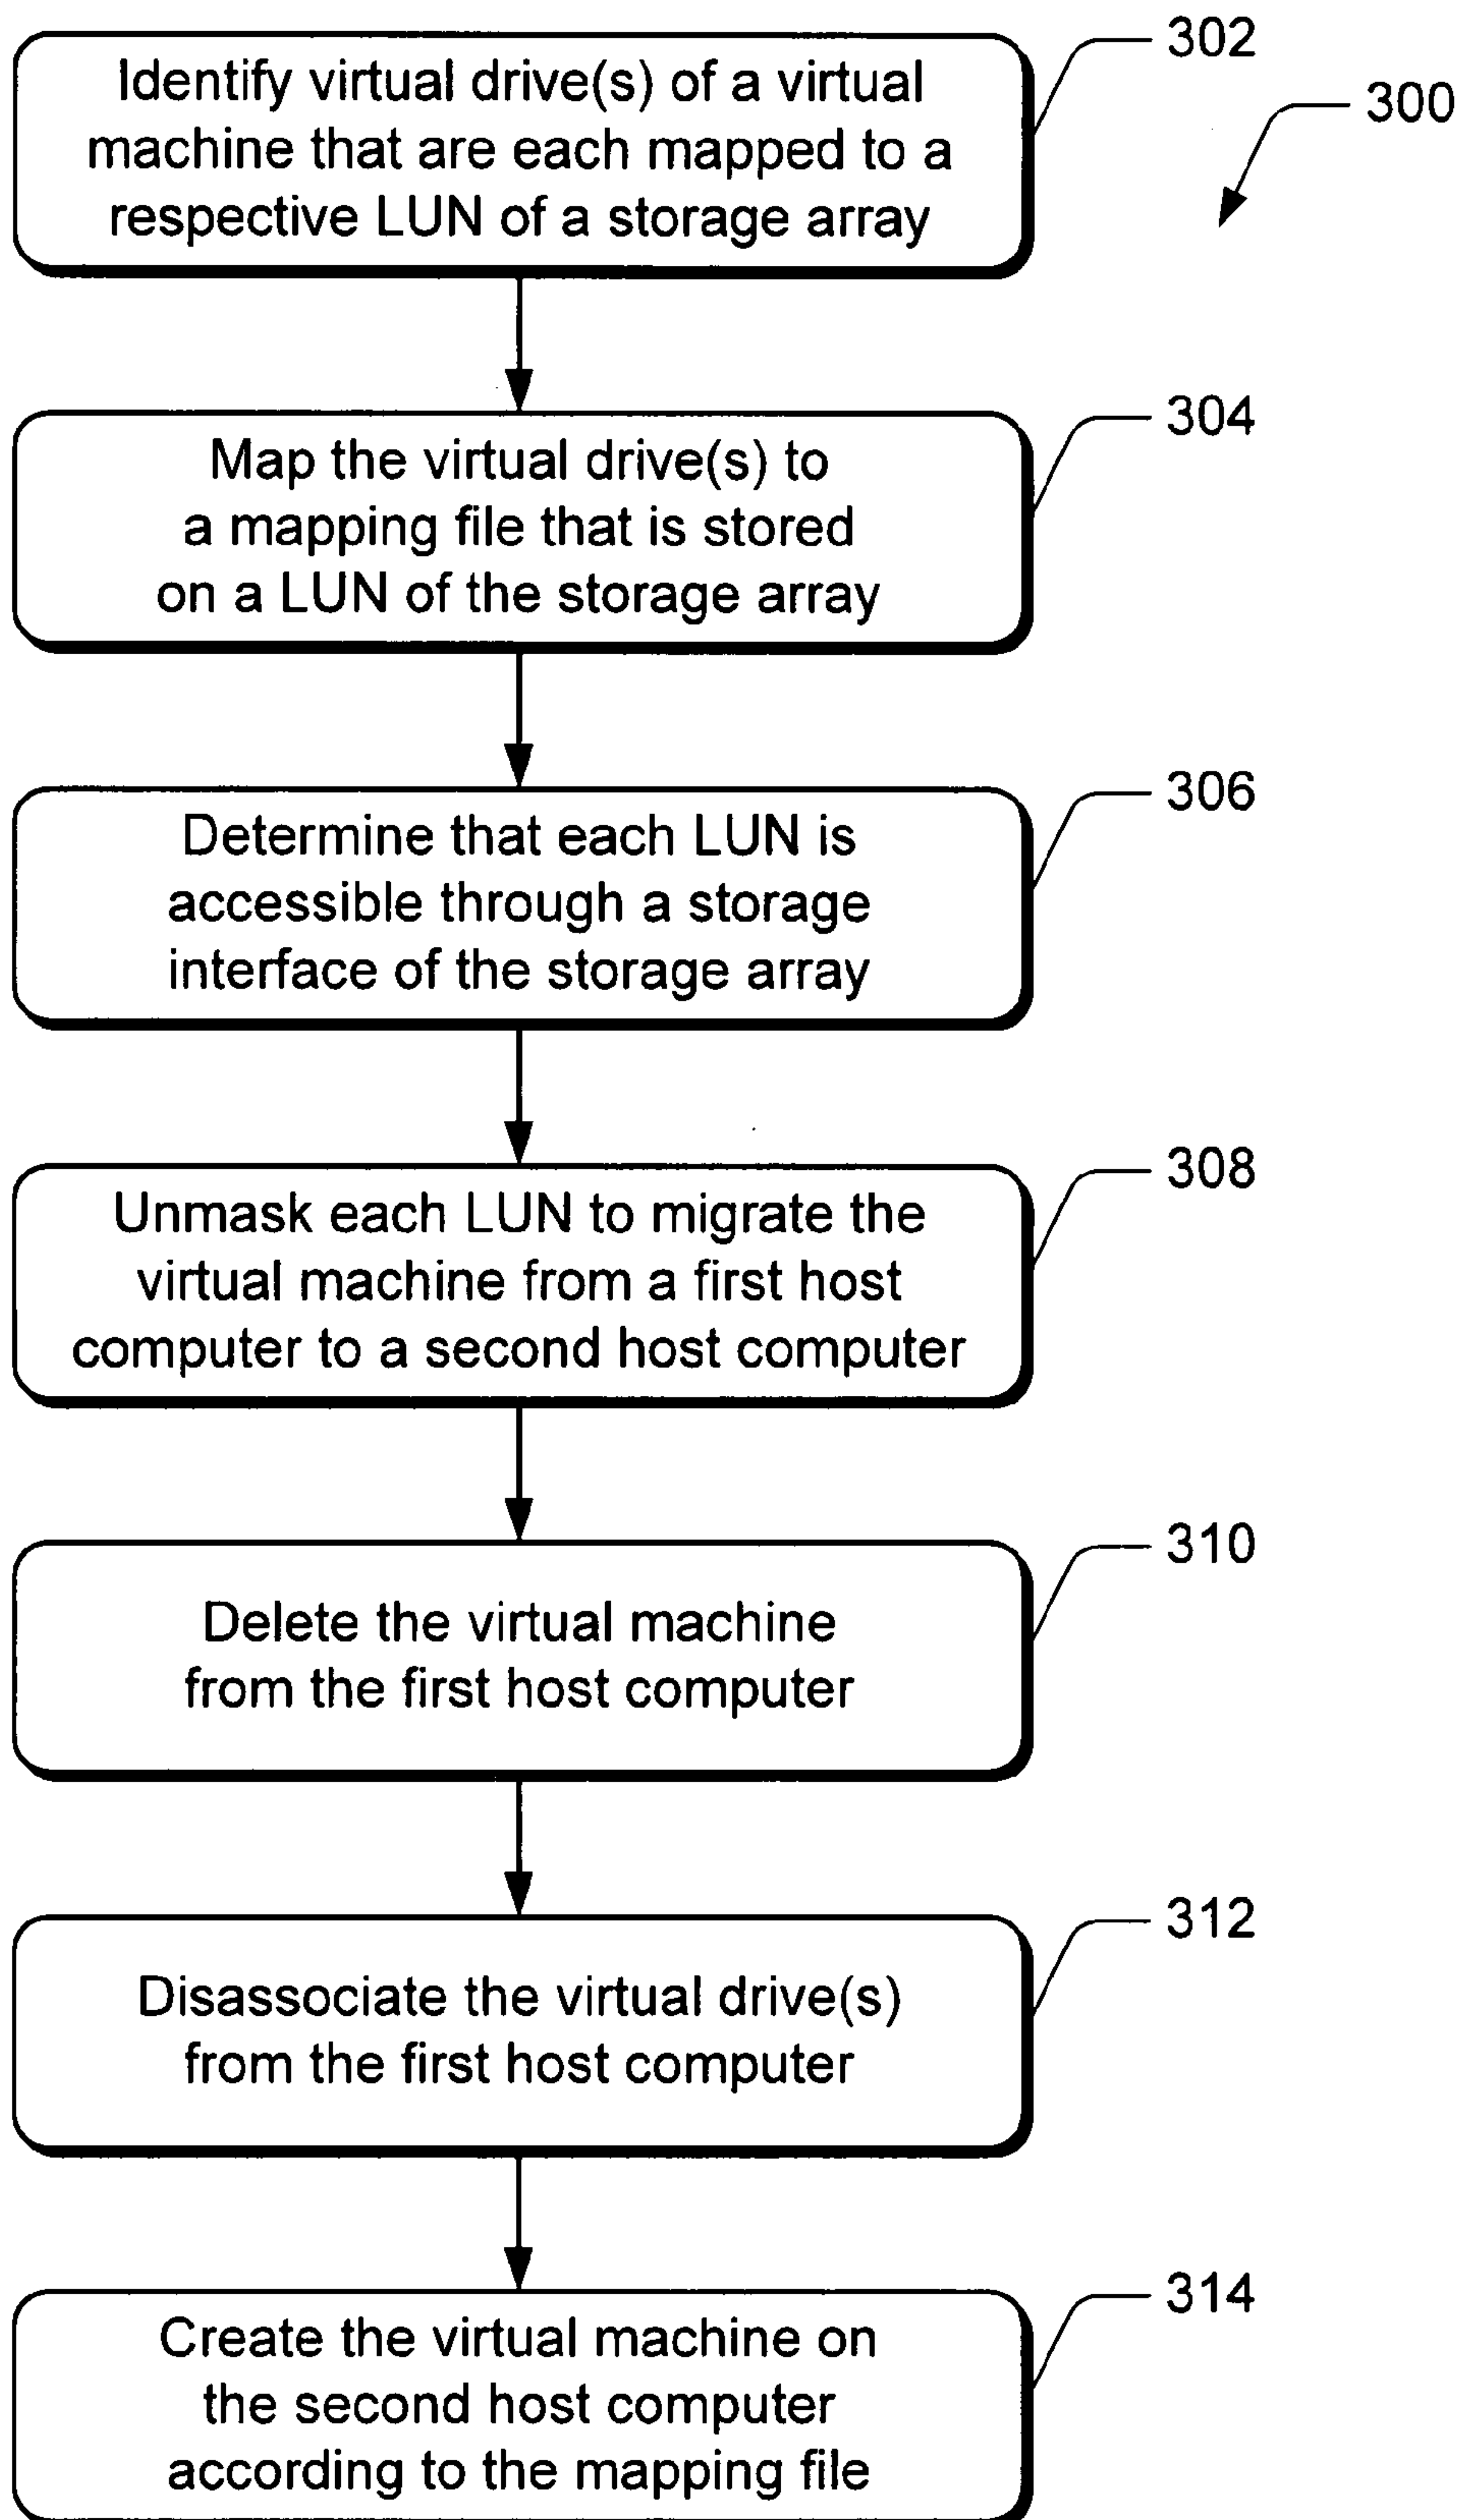 Identify virtual drive(s) of a virtual
machine that are each mapped to a
respective LUN of a storage array
302
300
Map the virtual drive(s) to
a mapping file that is stored
on a LUN of the storage array
304
Determine that each LUN is
accessible through a storage
interface of the storage array
306
Unmask each LUN to migrate the
virtual machine from a first host
computer to a second host computer
308
Delete the virtual machine
from the first host computer
310
Disassociate the virtual drive(s)
from the first host computer
312
Create the virtual machine on
the second host computer
according to the mapping file
314